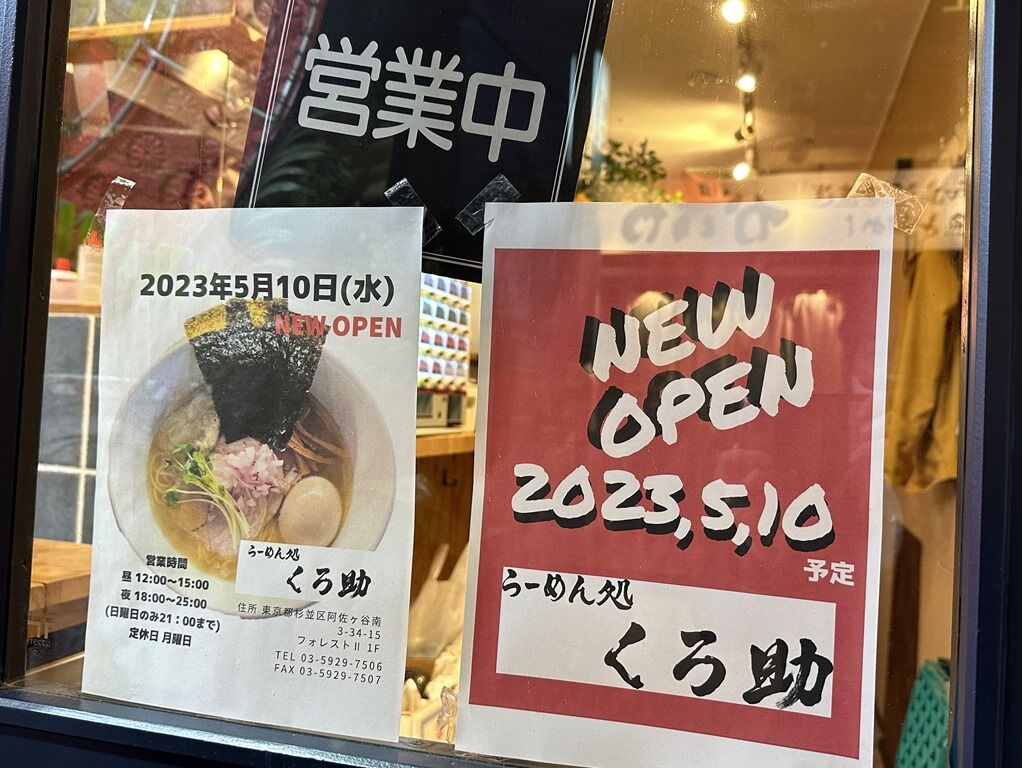 営業中
2023年5月10日(水)
NEW OPEN
らーめん処
くろ助
営業時間
昼 12:00〜15:00
夜 18:00〜25:00
(日曜日のみ21：00まで)
定休日 月曜日
住所 東京都杉並区阿佐ヶ谷南
3-34-15
フォレストⅡ 1F
TEL 03-5929-7506
FAX 03-5929-7507
NEW
OPEN
2023,5,10
予定
らーめん処
くろ助